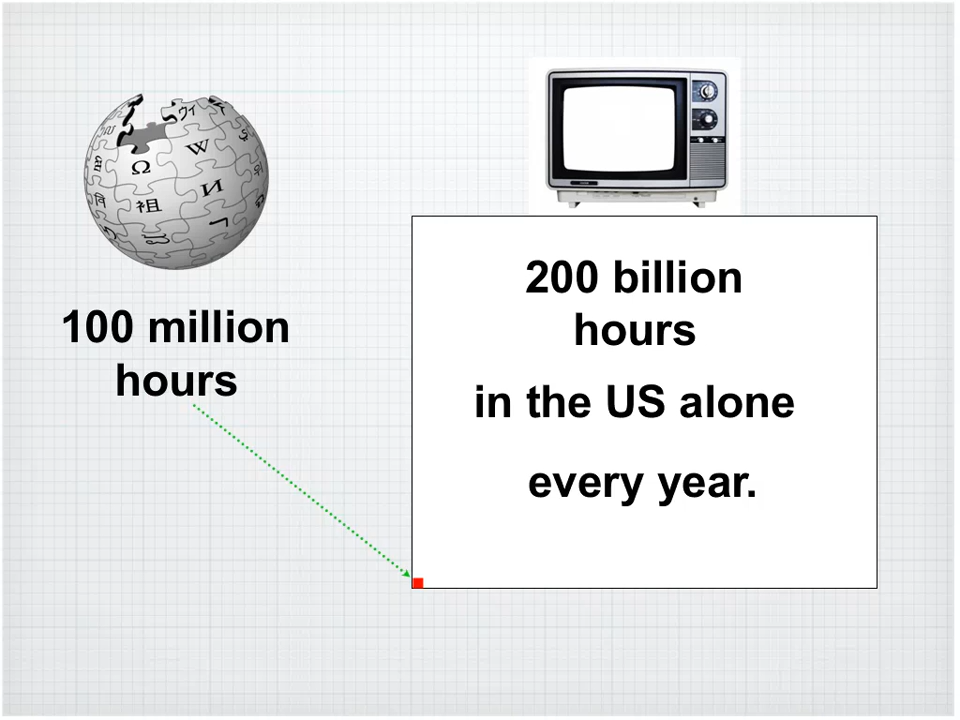 100 million
hours
200 billion
hours
in the US alone
every year.